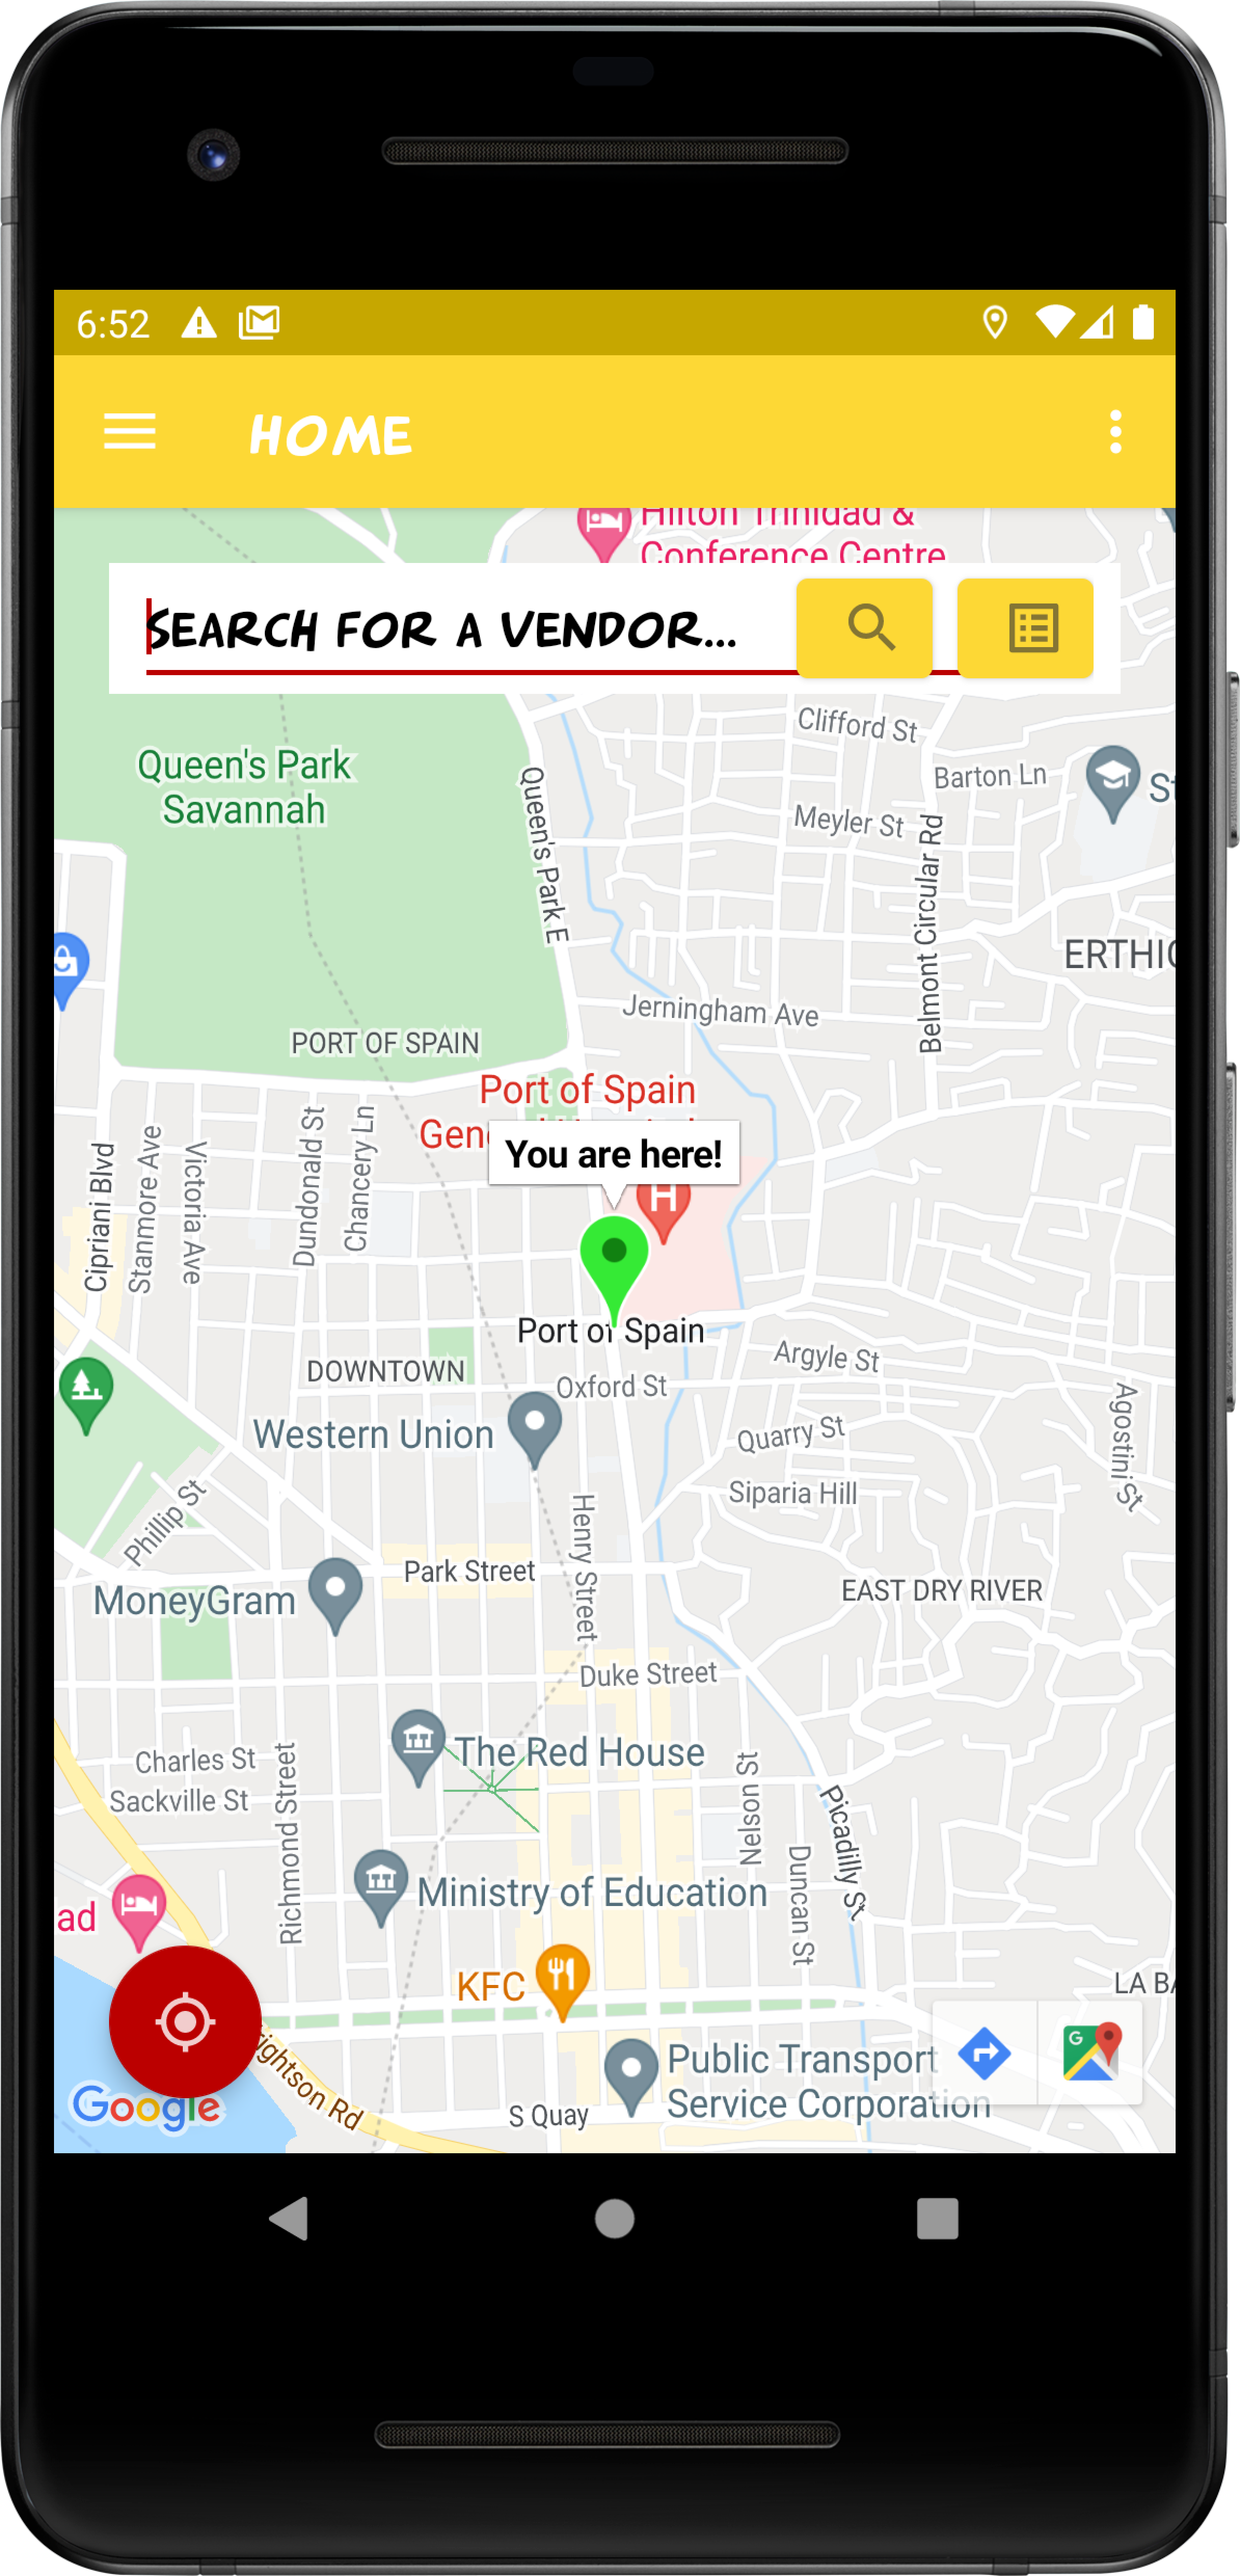 6:52
HOME
Hilton Trinidad &
Conference Centre
SEARCH FOR A VENDOR...
Clifford St
Barton Ln
Queen's Park
Savannah
St
Meyler St
Queen's Park E
Belmont Circular Rd
ERTHIC
Jerningham Ave
PORT OF SPAIN
Port of Spain
Gen
You are here!
H
Cipriani Blvd
Stanmore Ave
Victoria Ave
Dundonald St
Chancery Ln
Port of Spain
Argyle St
DOWNTOWN
Oxford St
Agostini St
Western Union
Quarry St
Siparia Hill
Phillip St
Henry Street
Park Street
MoneyGram
EAST DRY RIVER
Duke Street
The Red House
Charles St
Sackville St
Richmond Street
Nelson St
Picadilly St
Duncan St
Ministry of Education
ad
KFC
LA BA
ightson Rd
Public Transport
Service Corporation
G
Google
S Quay